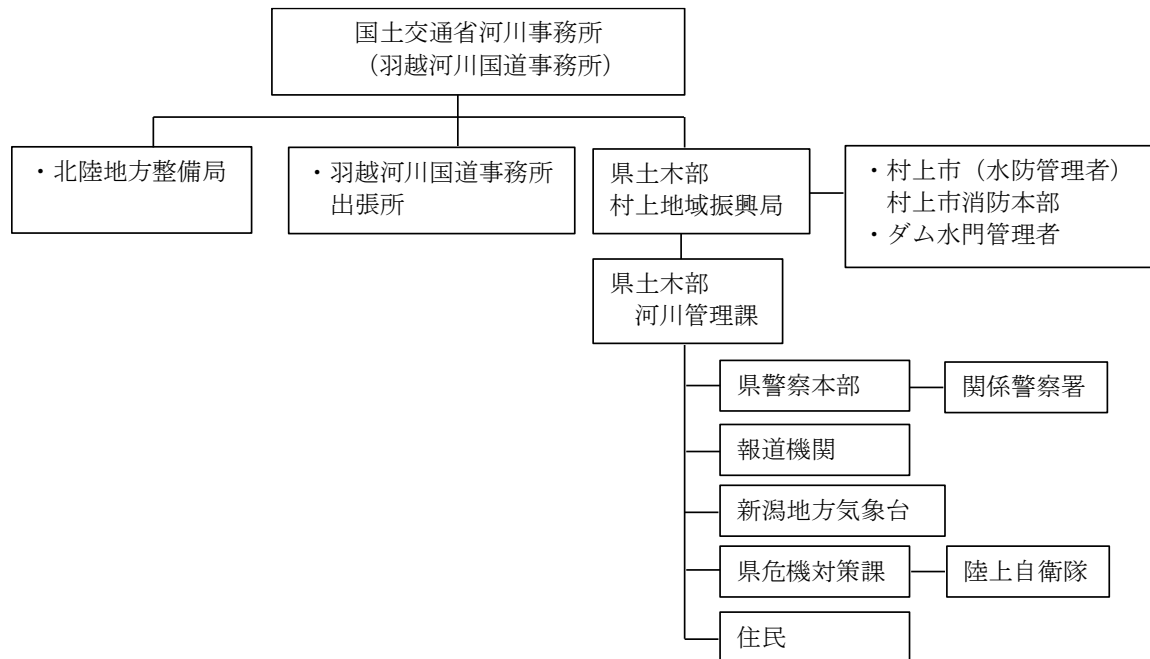 国土交通省河川事務所
（羽越河川国道事務所）
・北陸地方整備局
・羽越河川国道事務所
出張所
県土木部
村上地域振興局
・村上市（水防管理者）
村上市消防本部
・ダム水門管理者
県土木部
河川管理課
県警察本部
関係警察署
報道機関
新潟地方気象台
県危機対策課
陸上自衛隊
住民